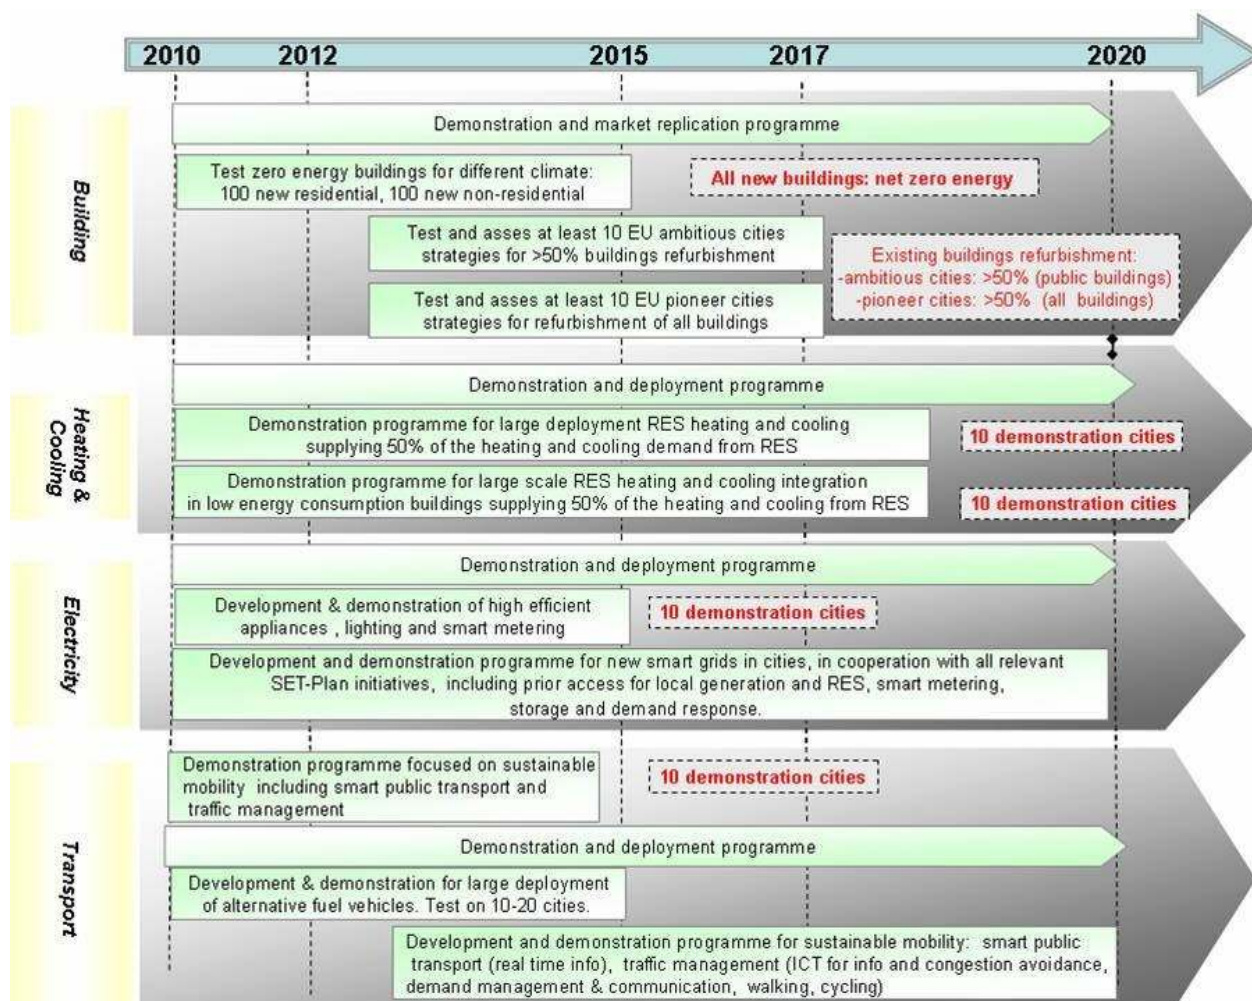 2010 2012 2015 2017 2020
Building
Demonstration and market replication programme
Test zero energy buildings for different climate:
100 new residential, 100 new non-residential
All new buildings: net zero energy
Test and asses at least 10 EU ambitious cities
strategies for >50% buildings refurbishment
Existing buildings refurbishment:
-ambitious cities: >50% (public buildings)
-pioneer cities: >50% (all buildings)
Test and asses at least 10 EU pioneer cities
strategies for refurbishment of all buildings
Heating &
Cooling
Demonstration and deployment programme
Demonstration programme for large deployment RES heating and cooling
supplying 50% of the heating and cooling demand from RES
10 demonstration cities
Demonstration programme for large scale RES heating and cooling integration
in low energy consumption buildings supplying 50% of the heating and cooling from RES
10 demonstration cities
Electricity
Demonstration and deployment programme
Development & demonstration of high efficient
appliances , lighting and smart metering
10 demonstration cities
Development and demonstration programme for new smart grids in cities, in cooperation with all relevant
SET-Plan initiatives, including prior access for local generation and RES, smart metering,
storage and demand response.
Transport
Demonstration programme focused on sustainable
mobility including smart public transport and
traffic management
10 demonstration cities
Demonstration and deployment programme
Development & demonstration for large deployment
of alternative fuel vehicles. Test on 10-20 cities.
Development and demonstration programme for sustainable mobility: smart public
transport (real time info), traffic management (ICT for info and congestion avoidance,
demand management & communication, walking, cycling)